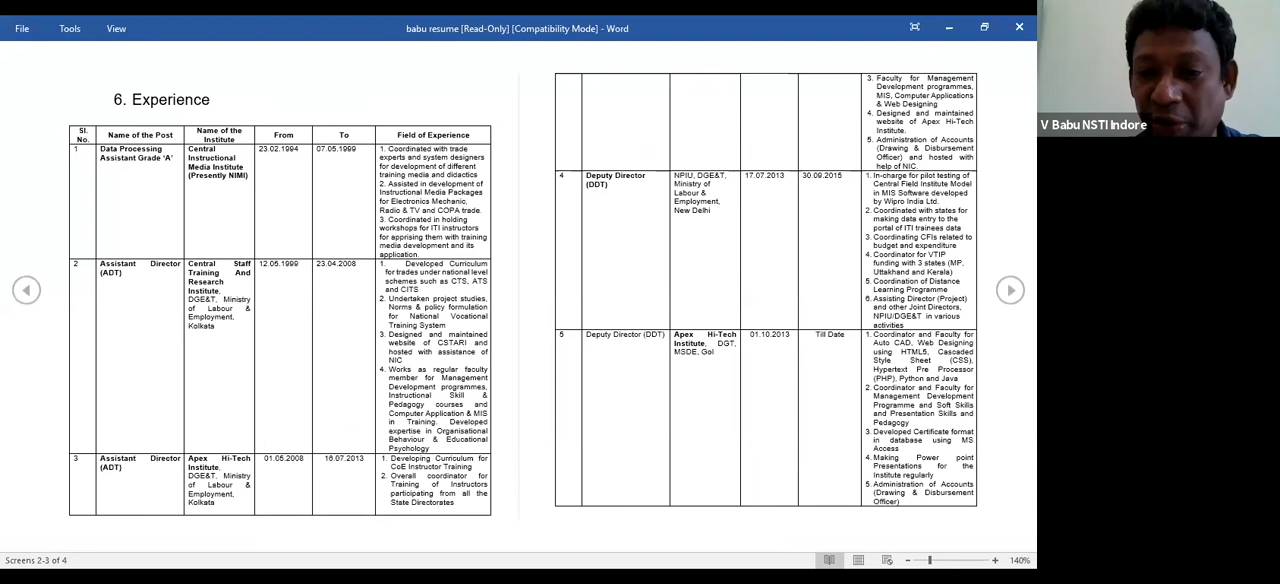 File
Tools
View
babu resume [Read-Only] [Compatibility Mode] - Word
6. Experience
Sl. No.
Name of the Post
Name of the Institute
From
To
Field of Experience
1
Data Processing
Assistant Grade ‘A’
Central
Instructional
Media Institute
(Presently NIMI)
23.02.1994
07.05.1999
1. Coordinated with trade
experts and system designers
for development of different
training media and didactics
2. Assisted in development of
Instructional Media Packages
for Electronics Mechanic,
Radio & TV and COPA trade.
3. Coordinated in holding
workshops for ITI instructors
for apprising them with training
media development and its
application.
2
Assistant Director
(ADT)
Central Staff
Training And
Research
Institute,
DGE&T, Ministry
of Labour &
Employment,
Kolkata
12.05.1999
23.04.2008
1. Developed Curriculum
for trades under national level
schemes such as CTS, ATS
and CITS
2. Undertaken project studies,
Norms & policy formulation
for National Vocational
Training System
3. Designed and maintained
website of CSTARI and
hosted with assistance of
NIC
4. Works as regular faculty
member for Management
Development programmes,
Instructional Skill &
Pedagogy courses and
Computer Application & MIS
in Training. Developed
expertise in Organisational
Behaviour & Educational
Psychology
3
Assistant Director
(ADT)
Apex Hi-Tech
Institute,
DGE&T, Ministry
of Labour &
Employment,
Kolkata
01.05.2008
16.07.2013
1. Developing Curriculum for
CoE Instructor Training
2. Overall coordinator for
Training of Instructors
participating from all the
State Directorates
3. Faculty for Management
Development programmes,
MIS, Computer Applications
& Web Designing
4. Designed and maintained
website of Apex Hi-Tech
Institute.
5. Administration of Accounts
(Drawing & Disbursement
Officer) and hosted with
help of NIC.
4
Deputy Director
(DDT)
NPIU, DGE&T,
Ministry of
Labour &
Employment,
New Delhi
17.07.2013
30.09.2015
1. In-charge for pilot testing of
Central Field Institute Model
in MIS Software developed
by Wipro India Ltd.
2. Coordinated with states for
making data entry to the
portal of ITI trainees data
3. Coordinating CFIs related to
budget and expenditure
4. Coordinator for VTIP
funding with 3 states (MP,
Uttakhand and Kerala)
5. Coordination of Distance
Learning Programme
6. Assisting Director (Project)
and other Joint Directors,
NPIU/DGE&T in various
activities
5
Deputy Director (DDT)
Apex Hi-Tech
Institute, DGT,
MSDE, GoI
01.10.2013
Till Date
1. Coordinator and Faculty for
Auto CAD, Web Designing
using HTML5, Cascaded
Style Sheet (CSS),
Hypertext Pre Processor
(PHP), Python and Java
2. Coordinator and Faculty for
Management Development
Programme and Soft Skills
and Presentation Skills and
Pedagogy
3. Developed Certificate format
in database using MS
Access
4. Making Power point
Presentations for the
Institute regularly
5. Administration of Accounts
(Drawing & Disbursement
Officer)
V Babu NSTI Indore
Screens 2-3 of 4
140%